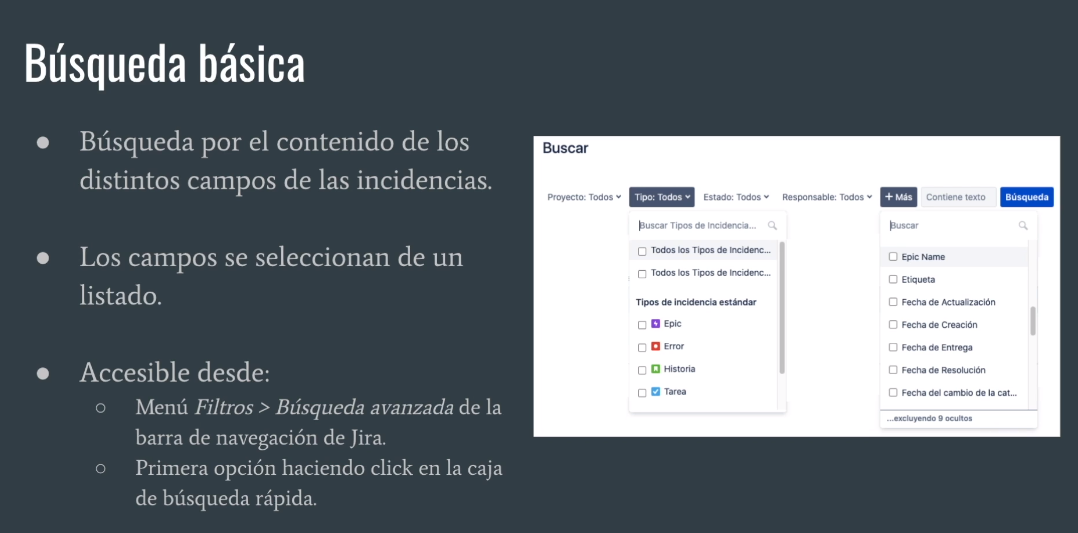 Búsqueda básica
● Búsqueda por el contenido de los
distintos campos de las incidencias.
● Los campos se seleccionan de un
listado.
● Accesible desde:
○ Menú Filtros > Búsqueda avanzada de la
barra de navegación de Jira.
○ Primera opción haciendo click en la caja
de búsqueda rápida.
Buscar
Proyecto: Todos Tipo: Todos Estado: Todos Responsable: Todos + Más Contiene texto Búsqueda
Buscar Tipos de Incidencia...
Todos los Tipos de Incidenc...
Todos los Tipos de Incidenc...
Tipos de incidencia estándar
Epic
Error
Historia
Tarea
Buscar
Epic Name
Etiqueta
Fecha de Actualización
Fecha de Creación
Fecha de Entrega
Fecha de Resolución
Fecha del cambio de la cat...
...excluyendo 9 ocultos